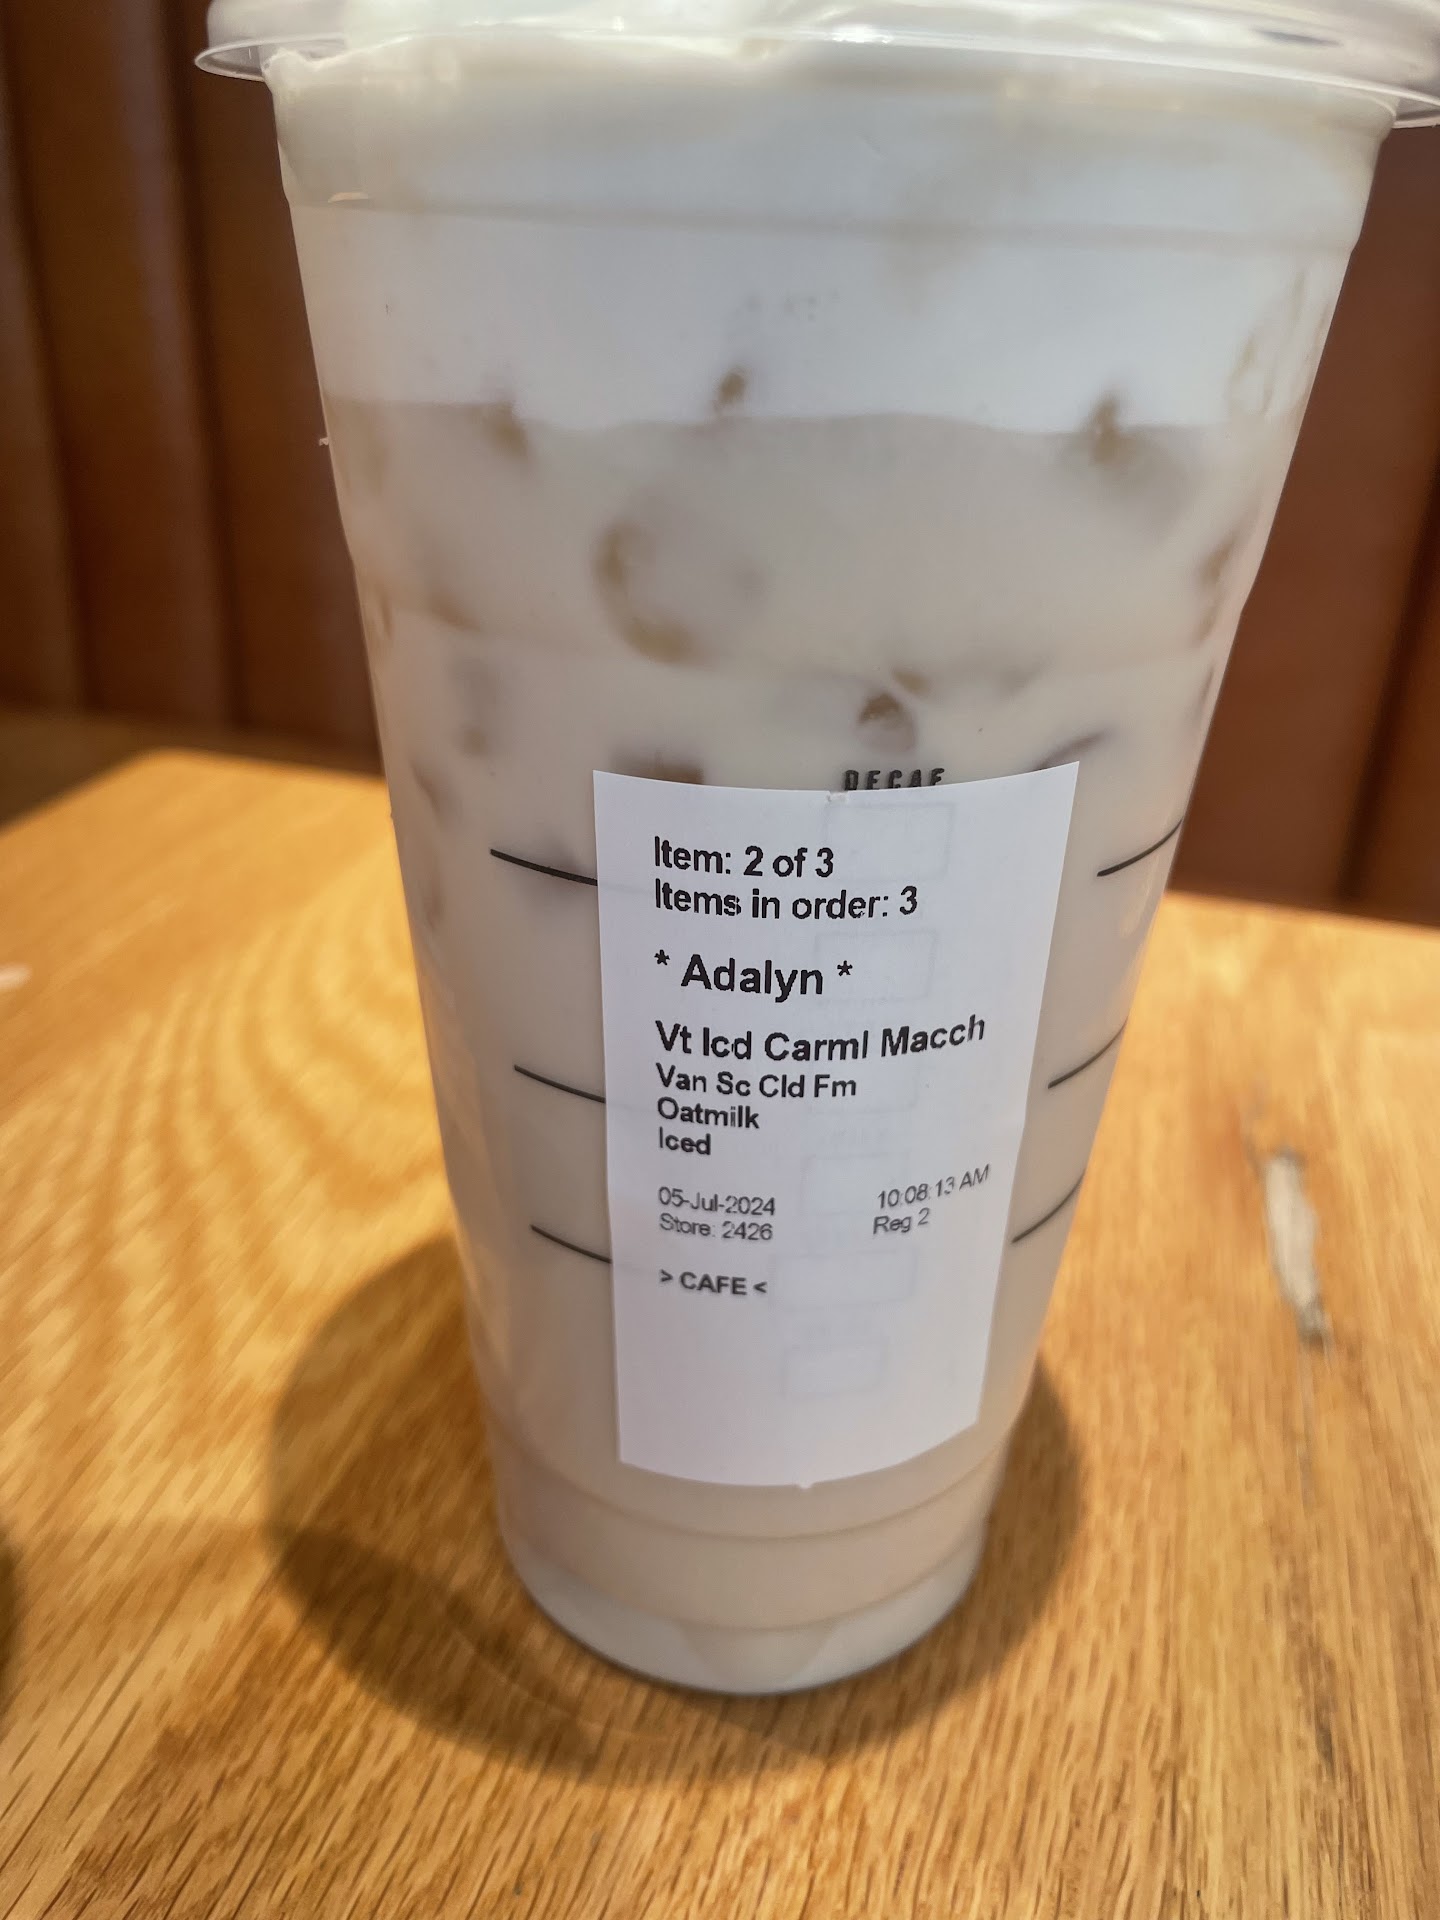 DECAF
Item: 2 of 3
Items in order: 3
* Adalyn *
Vt Icd Carml Macch
Van Sc Cld Fm
Oatmilk
Iced
05-Jul-2024 10:08:13 AM
Store: 2426 Reg 2
> CAFE <